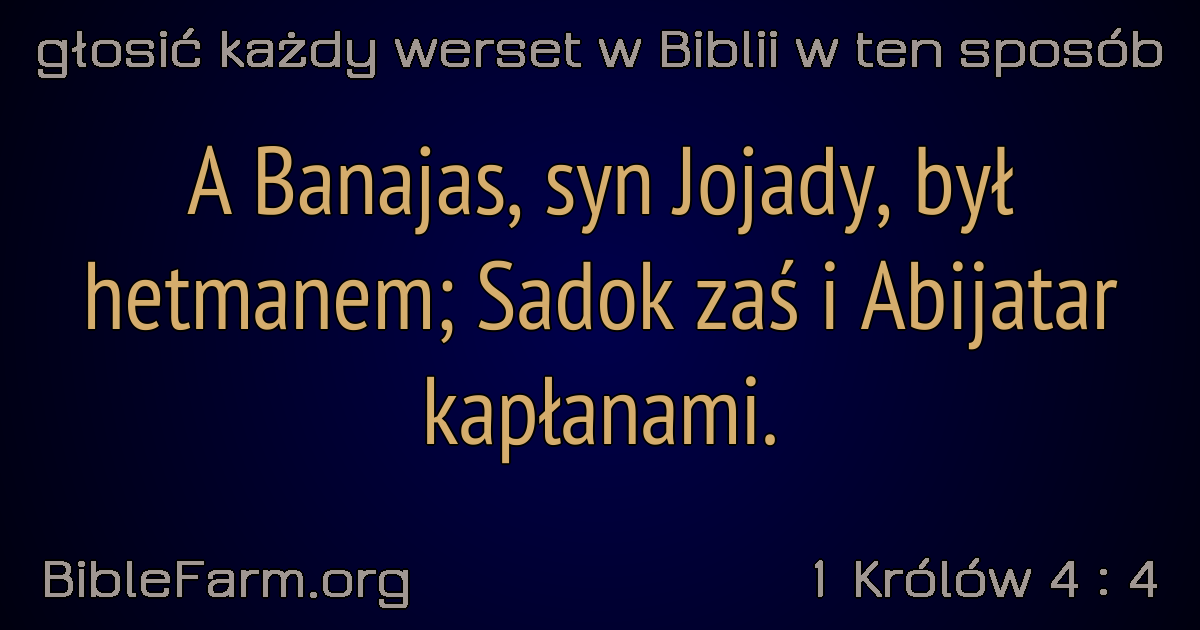 głosić każdy werset w Biblii w ten sposób
A Banajas, syn Jojady, był
hetmanem; Sadok zaś i Abijatar
kapłanami.
BibleFarm.org
1 Królów 4 : 4